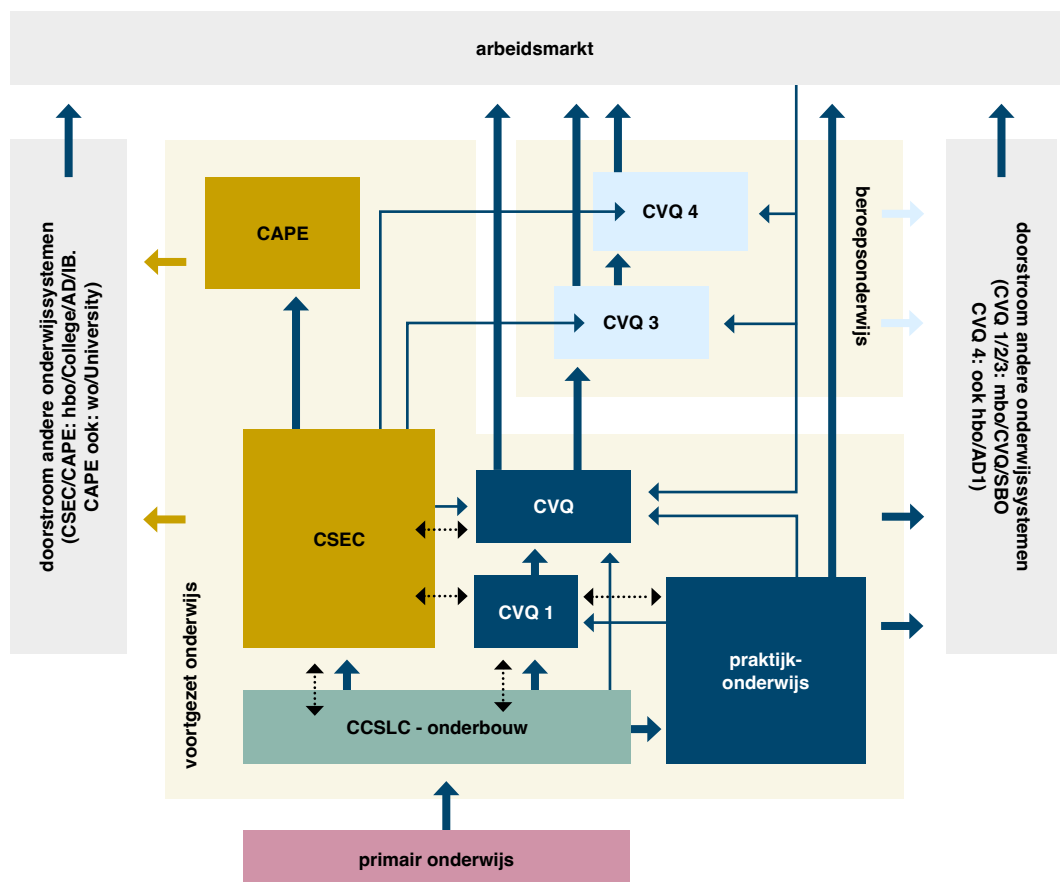 arbeidsmarkt
doorstroom andere onderwijssystemen
(CSEC/CAPE: hbo/College/AD/IB.
CAPE ook: wo/University)
CAPE
CVQ 4
beroepsonderwijs
doorstroom andere onderwijssystemen
(CVQ 1/2/3: mbo/CVQ/SBO
CVQ 4: ook hbo/AD1)
CVQ 3
CSEC
CVQ
CVQ 1
voortgezet onderwijs
praktijk-
onderwijs
CCSLC - onderbouw
primair onderwijs